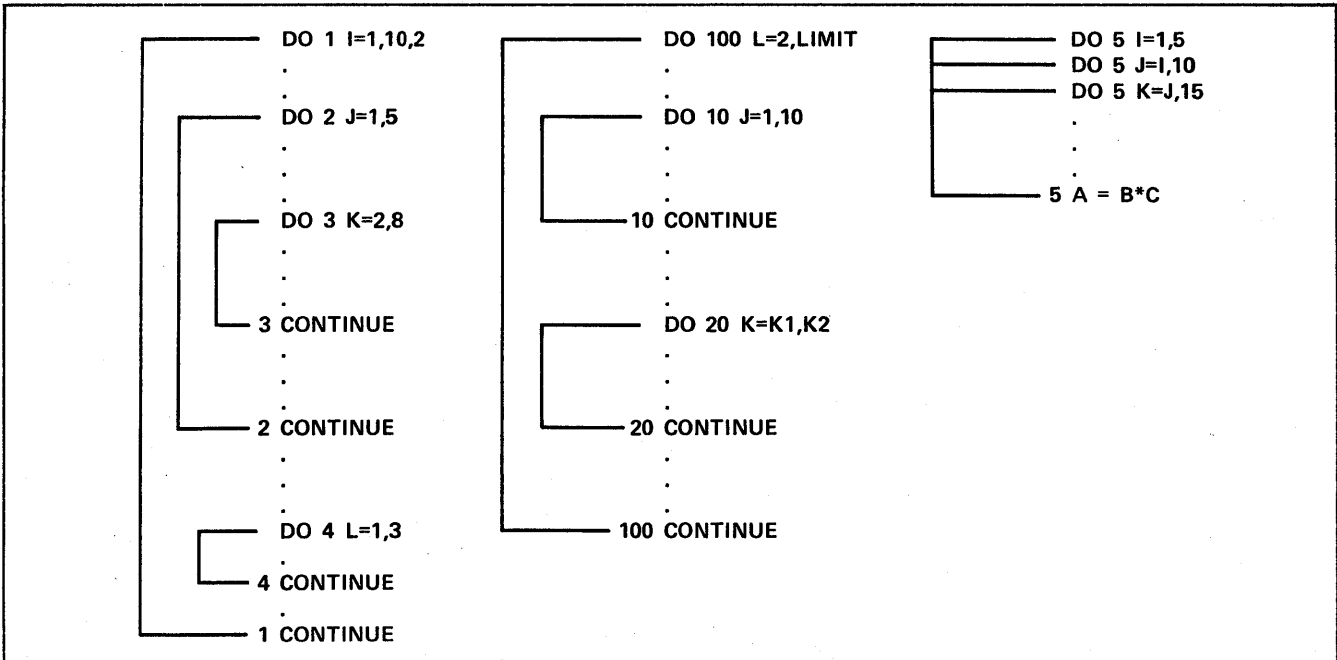 DO 1 I=1,10,2
.
.
DO 2 J=1,5
.
.
.
DO 3 K=2,8
.
.
.
3 CONTINUE
.
.
.
2 CONTINUE
.
.
.
DO 4 L=1,3
.
4 CONTINUE
.
1 CONTINUE
DO 100 L=2,LIMIT
.
.
DO 10 J=1,10
.
.
.
10 CONTINUE
.
.
.
DO 20 K=K1,K2
.
.
.
20 CONTINUE
.
.
.
100 CONTINUE
DO 5 I=1,5
DO 5 J=I,10
DO 5 K=J,15
.
.
.
5 A = B*C